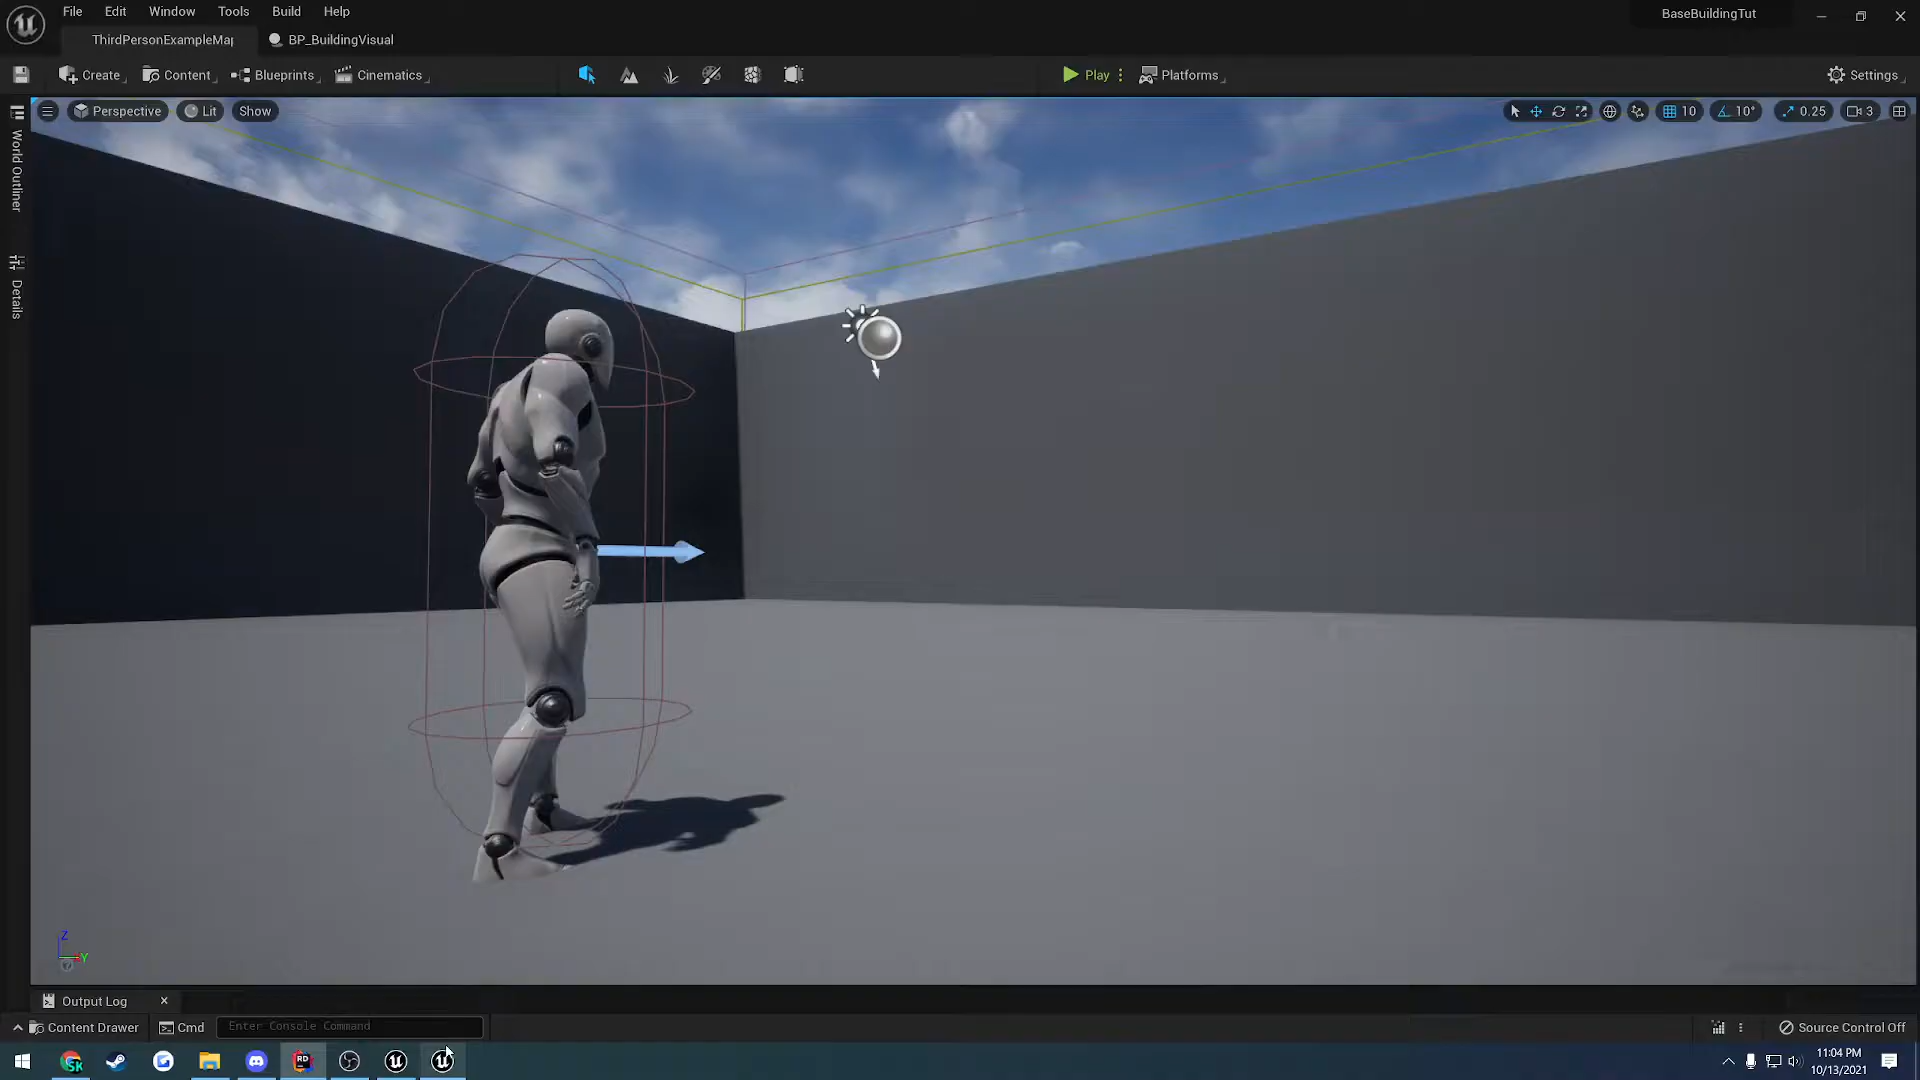 File Edit Window Tools Build Help
BaseBuildingTut
ThirdPersonExampleMap
BP_BuildingVisual
Create Content Blueprints Cinematics Play Platforms Settings
Perspective Lit Show 10 10° 0.25 3
World Outliner
Details
Z
Y
Output Log
Content Drawer Cmd Enter Console Command Source Control Off
SK
RD
11:04 PM
10/13/2021